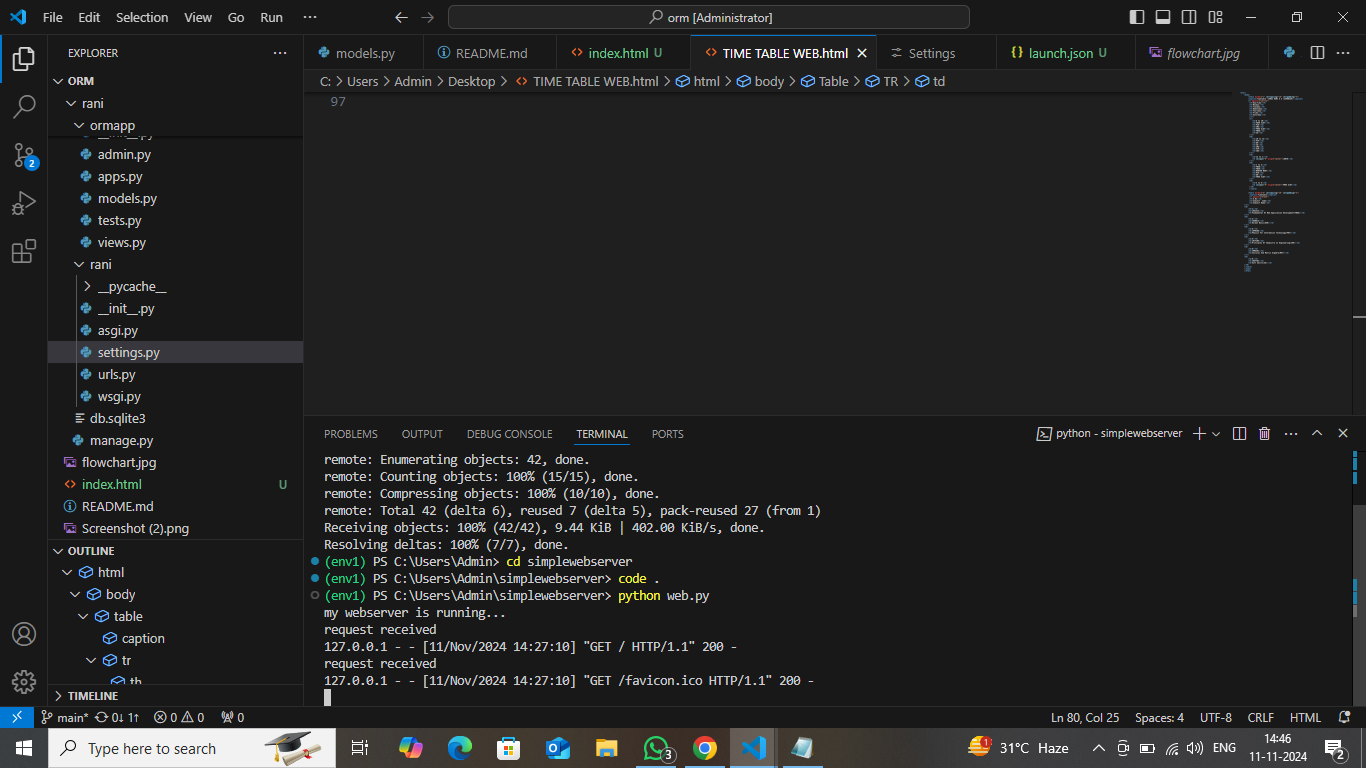 File Edit Selection View Go Run ···
orm [Administrator]
EXPLORER ···
ORM
rani
ormapp
__init__.py
admin.py
apps.py
models.py
tests.py
views.py
rani
__pycache__
__init__.py
asgi.py
settings.py
urls.py
wsgi.py
db.sqlite3
manage.py
flowchart.jpg
index.html U
README.md
Screenshot (2).png
OUTLINE
html
body
table
caption
tr
th
TIMELINE
models.py README.md index.html U TIME TABLE WEB.html Settings launch.json U flowchart.jpg
C: > Users > Admin > Desktop > TIME TABLE WEB.html > html > body > Table > TR > td
97
PROBLEMS OUTPUT DEBUG CONSOLE TERMINAL PORTS
python - simplewebserver
remote: Enumerating objects: 42, done.
remote: Counting objects: 100% (15/15), done.
remote: Compressing objects: 100% (10/10), done.
remote: Total 42 (delta 6), reused 7 (delta 5), pack-reused 27 (from 1)
Receiving objects: 100% (42/42), 9.44 KiB | 402.00 KiB/s, done.
Resolving deltas: 100% (7/7), done.
(env1) PS C:\Users\Admin> cd simplewebserver
(env1) PS C:\Users\Admin\simplewebserver> code .
(env1) PS C:\Users\Admin\simplewebserver> python web.py
my webserver is running...
request received
127.0.0.1 - - [11/Nov/2024 14:27:10] "GET / HTTP/1.1" 200 -
request received
127.0.0.1 - - [11/Nov/2024 14:27:10] "GET /favicon.ico HTTP/1.1" 200 -
2
main* 0↓ 1↑ 0 0 0
Ln 80, Col 25 Spaces: 4 UTF-8 CRLF HTML
Type here to search
3
1
31°C Haze
ENG
14:46
11-11-2024
2